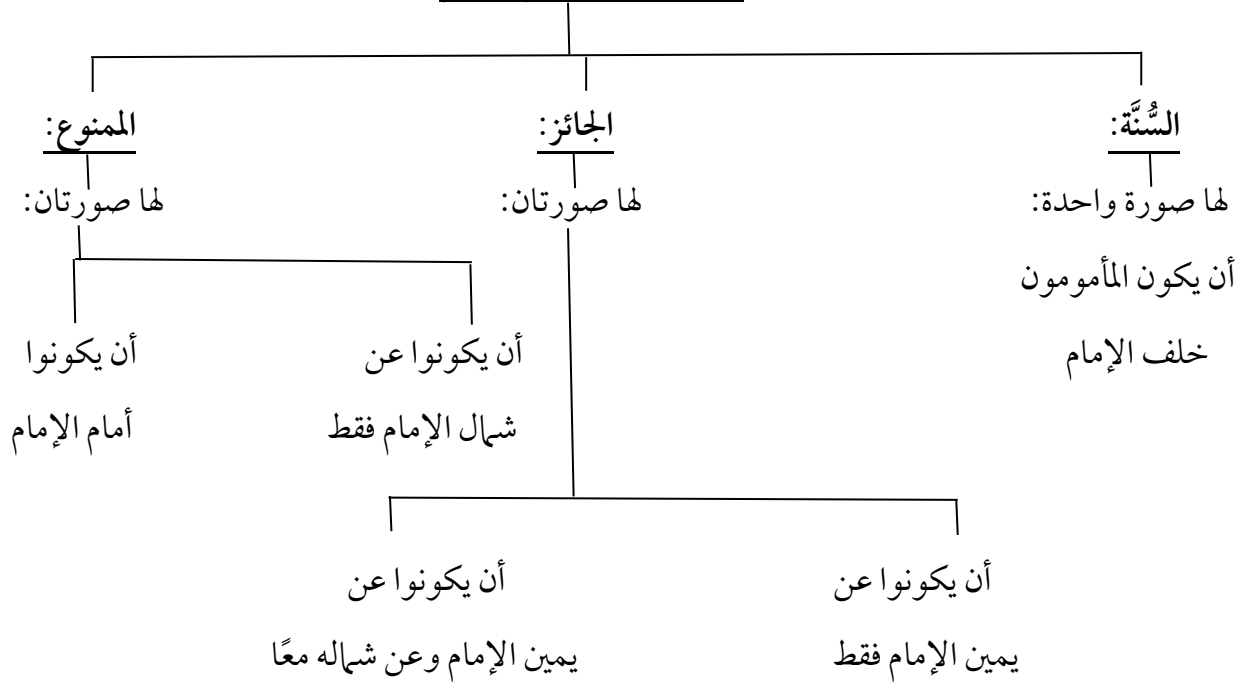 السُّنَّة:
لها صورة واحدة:
أن يكون المأمومون
خلف الإمام
الجائز:
لها صورتان:
أن يكونوا عن
يمين الإمام فقط
أن يكونوا عن
يمين الإمام وعن شماله معًا
الممنوع:
لها صورتان:
أن يكونوا عن
شمال الإمام فقط
أن يكونوا
أمام الإمام